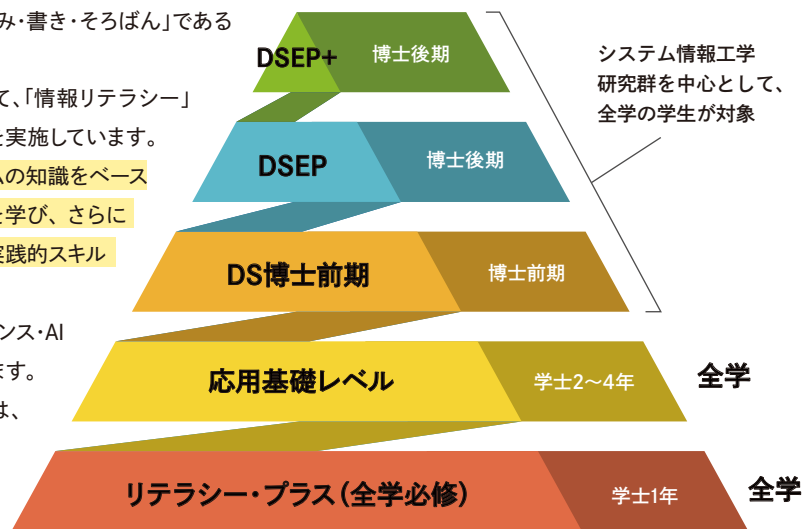 み・書き・そろばん」である
て、「情報リテラシー」
を実施しています。
ムの知識をベース
を学び、さらに
実践的スキル
ンス・AI
ます。
は、
DSEP+
博士後期
DSEP
博士後期
DS博士前期
博士前期
応用基礎レベル
学士2〜4年
全学
リテラシー・プラス（全学必修）
学士1年
全学
システム情報工学
研究群を中心として、
全学の学生が対象